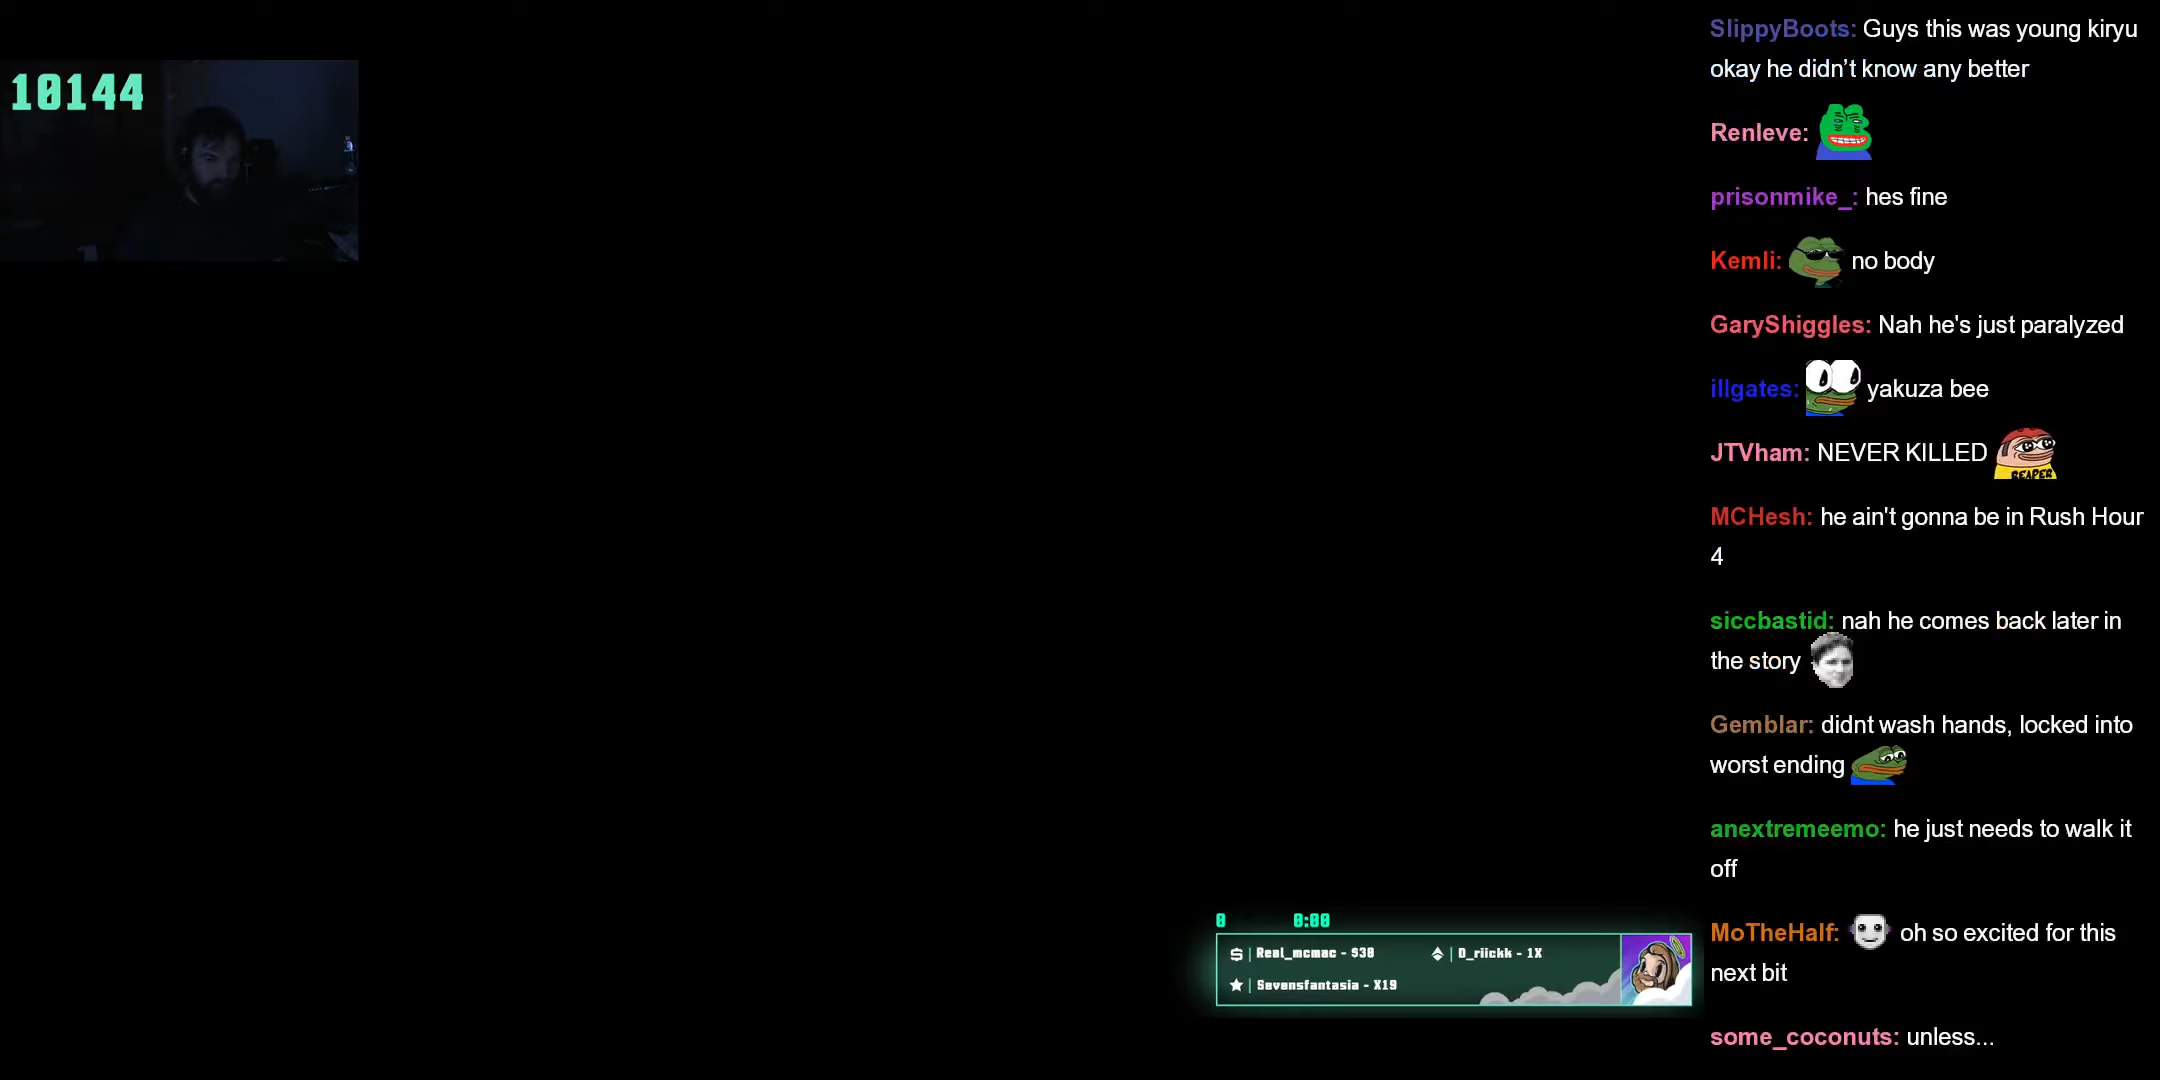 10144
SlippyBoots: Guys this was young kiryu
okay he didn’t know any better
Renleve:
prisonmike_: hes fine
Kemli: no body
GaryShiggles: Nah he's just paralyzed
illgates: yakuza bee
JTVham: NEVER KILLED
REAPER
MCHesh: he ain't gonna be in Rush Hour
4
siccbastid: nah he comes back later in
the story
Gemblar: didnt wash hands, locked into
worst ending
anextremeemo: he just needs to walk it
off
MoTheHalf: oh so excited for this
next bit
some_coconuts: unless...
0 0:00
Real_mcmac - $30
D_riickk - 1X
Sevensfantasia - X19